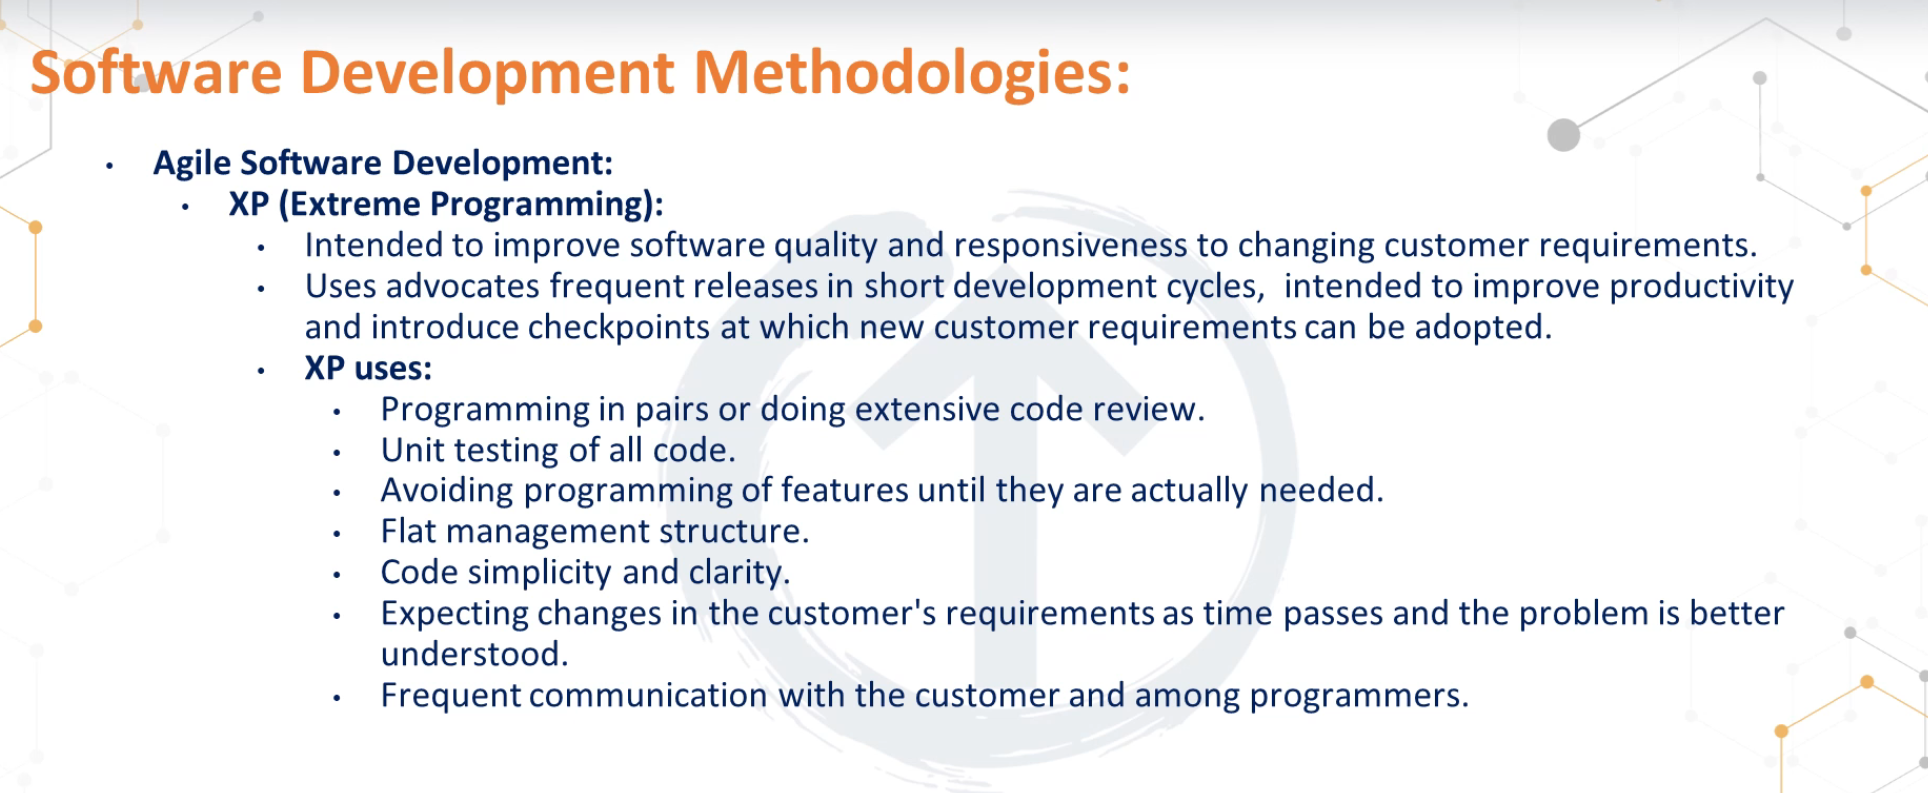 Software Development Methodologies:
• Agile Software Development:
• XP (Extreme Programming):
• Intended to improve software quality and responsiveness to changing customer requirements.
• Uses advocates frequent releases in short development cycles,  intended to improve productivity
and introduce checkpoints at which new customer requirements can be adopted.
• XP uses:
• Programming in pairs or doing extensive code review.
• Unit testing of all code.
• Avoiding programming of features until they are actually needed.
• Flat management structure.
• Code simplicity and clarity.
• Expecting changes in the customer's requirements as time passes and the problem is better
understood.
• Frequent communication with the customer and among programmers.